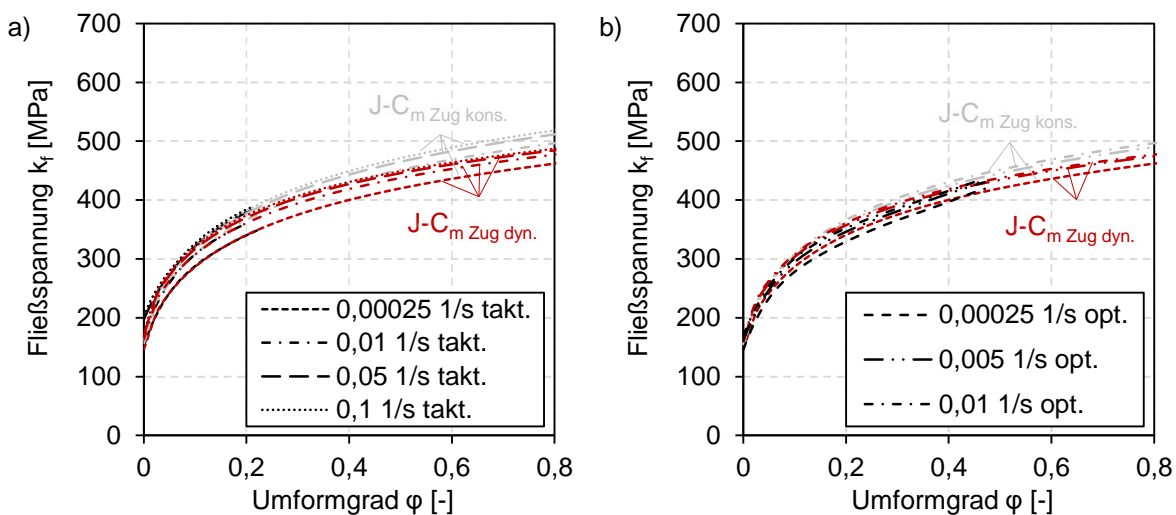 a)
Fließspannung k_f [MPa]
700
600
500
400
300
200
100
0
J-C_m Zug kons.
J-C_m Zug dyn.
0,00025 1/s takt.
0,01 1/s takt.
0,05 1/s takt.
0,1 1/s takt.
0 0,2 0,4 0,6 0,8
Umformgrad φ [-]
b)
Fließspannung k_f [MPa]
700
600
500
400
300
200
100
0
J-C_m Zug kons.
J-C_m Zug dyn.
0,00025 1/s opt.
0,005 1/s opt.
0,01 1/s opt.
0 0,2 0,4 0,6 0,8
Umformgrad φ [-]